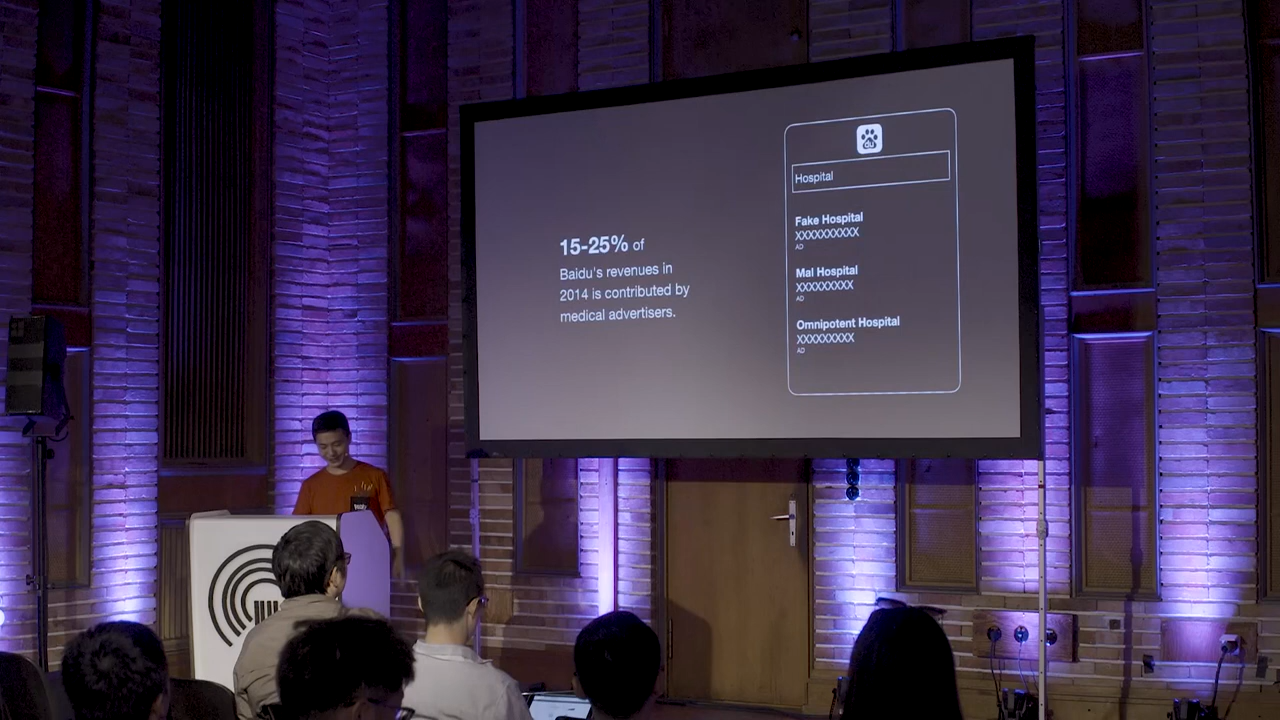 15-25% of
Baidu's revenues in
2014 is contributed by
medical advertisers.
du
Hospital
Fake Hospital
XXXXXXXXXX
AD
Mal Hospital
XXXXXXXXX
AD
Omnipotent Hospital
XXXXXXXXX
AD